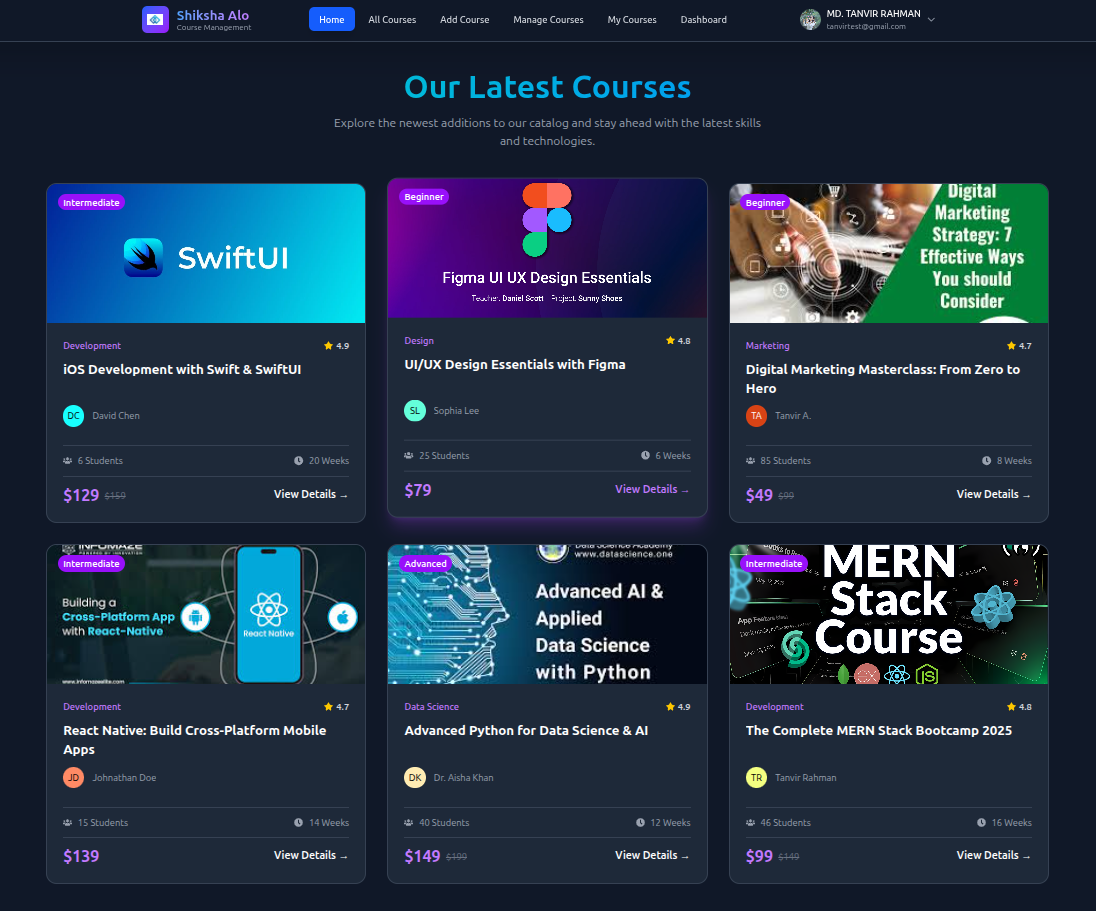 Shiksha Alo
Course Management
Home
All Courses
Add Course
Manage Courses
My Courses
Dashboard
MD. TANVIR RAHMAN
tanvirtest@gmail.com
Our Latest Courses
Explore the newest additions to our catalog and stay ahead with the latest skills
and technologies.
Intermediate
SwiftUI
Development
4.9
iOS Development with Swift & SwiftUI
DC
David Chen
6 Students
20 Weeks
$129 $159
View Details →
Beginner
Figma UI UX Design Essentials
Teacher: Daniel Scott Project: Sunny Shoes
Design
4.8
UI/UX Design Essentials with Figma
SL
Sophia Lee
25 Students
6 Weeks
$79
View Details →
Beginner
Digital
Marketing
Strategy: 7
Effective Ways
You should
Consider
Marketing
4.7
Digital Marketing Masterclass: From Zero to
Hero
TA
Tanvir A.
85 Students
8 Weeks
$49 $99
View Details →
INFOMAZE
POWERED BY INNOVATION
Intermediate
Building a
Cross-Platform App
with React-Native
React Native
www.infomazeelite.com
Development
4.7
React Native: Build Cross-Platform Mobile
Apps
JD
Johnathan Doe
15 Students
14 Weeks
$139
View Details →
Data Science Academy
www.datascience.one
Advanced
Advanced AI &
Applied
Data Science
with Python
Data Science
4.9
Advanced Python for Data Science & AI
DK
Dr. Aisha Khan
40 Students
12 Weeks
$149 $199
View Details →
Intermediate
MERN
Stack
Course
JS
Development
4.8
The Complete MERN Stack Bootcamp 2025
TR
Tanvir Rahman
46 Students
16 Weeks
$99 $149
View Details →